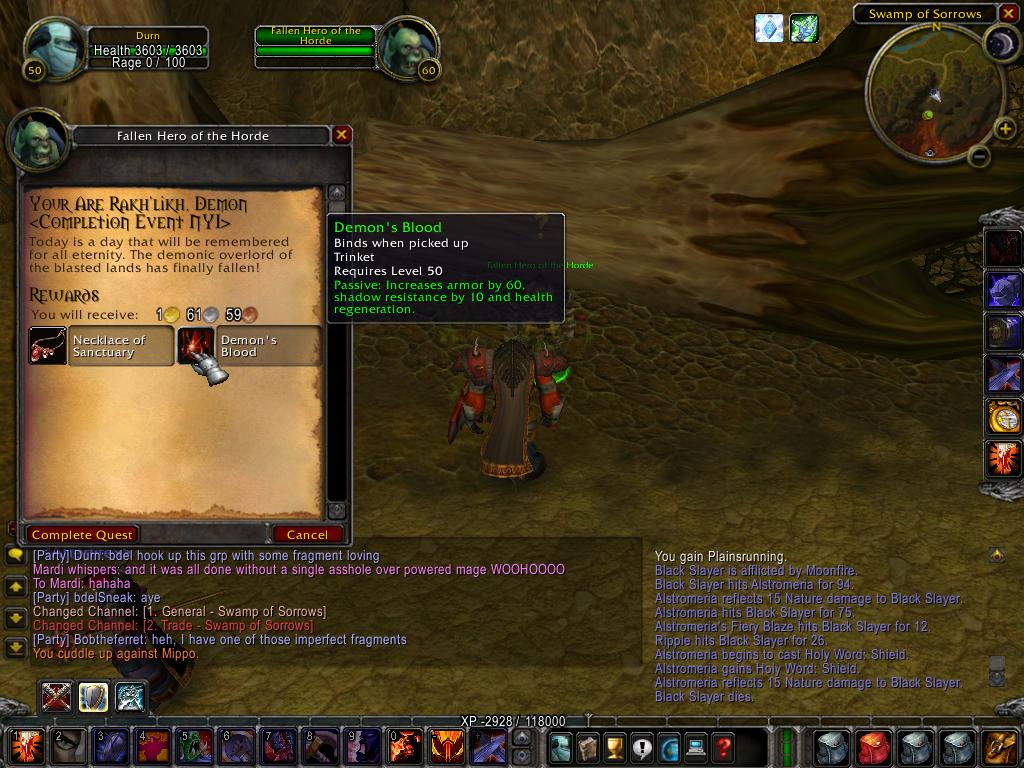 Durn
Health 3603 / 3603
Rage 0 / 100
50
Fallen Hero of the
Horde
60
Swamp of Sorrows
N
Fallen Hero of the Horde
Your Are Rakh'likh, Demon
<Completion Event NYI>
Today is a day that will be remembered
for all eternity. The demonic overlord of
the blasted lands has finally fallen!
Rewards
You will receive: 1 61 59
Necklace of
Sanctuary
Demon's
Blood
Demon's Blood
Binds when picked up
Trinket
Requires Level 50
Passive: Increases armor by 60,
shadow resistance by 10 and health
regeneration.
Fallen Hero of the Horde
Complete Quest
Cancel
[Party] Durn: bdel hook up this grp with some fragment loving
Mardi whispers: and it was all done without a single asshole over powered mage WOOHOOOO
To Mardi: hahaha
[Party] bdelSneak: aye
Changed Channel: [1. General - Swamp of Sorrows]
Changed Channel: [2. Trade - Swamp of Sorrows]
[Party] Bobtheferret: heh, I have one of those imperfect fragments
You cuddle up against Mippo.
You gain Plainsrunning.
Black Slayer is afflicted by Moonfire.
Black Slayer hits Alstromeria for 94.
Alstromeria reflects 15 Nature damage to Black Slayer.
Alstromeria hits Black Slayer for 75.
Alstromeria's Fiery Blaze hits Black Slayer for 12.
Ripple hits Black Slayer for 26.
Alstromeria begins to cast Holy Word: Shield.
Alstromeria gains Holy Word: Shield.
Alstromeria reflects 15 Nature damage to Black Slayer.
Black Slayer dies.
XP -2928 / 118000
1 2 3 4 5 6 7 8 9 0